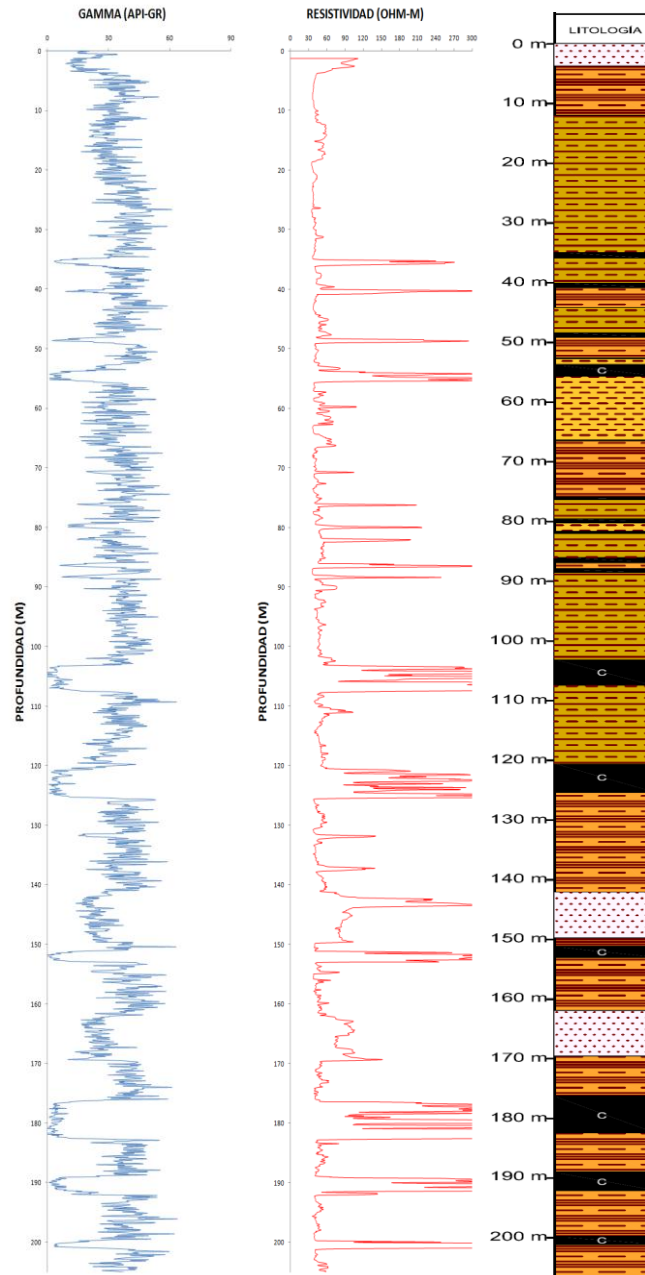 GAMMA (API-GR)
0 30 60 90
0
10
20
30
40
50
60
70
80
90
100
110
120
130
140
150
160
170
180
190
200
PROFUNDIDAD (M)
RESISTIVIDAD (OHM-M)
0 30 60 90 120 150 180 210 240 270 300
0
10
20
30
40
50
60
70
80
90
100
110
120
130
140
150
160
170
180
190
200
PROFUNDIDAD (M)
LITOLOGÍA
0 m
10 m
20 m
30 m
40 m
50 m
C
60 m
70 m
80 m
90 m
100 m
C
110 m
120 m
C
130 m
140 m
150 m
C
160 m
170 m
180 m
C
190 m
C
200 m
C